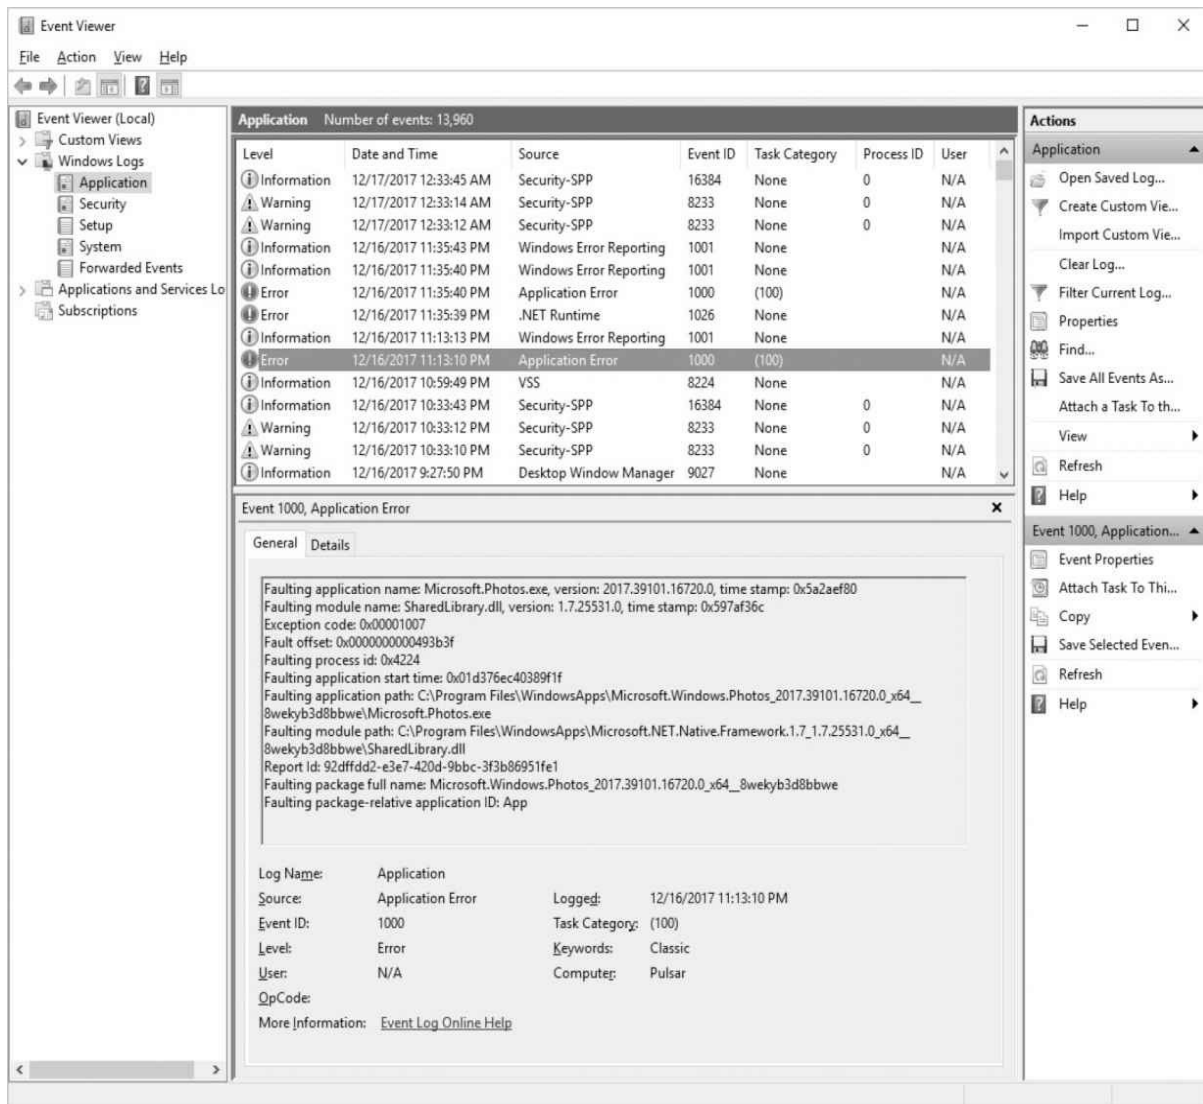 Event Viewer
File Action View Help
Event Viewer (Local)
Custom Views
Windows Logs
Application
Security
Setup
System
Forwarded Events
Applications and Services Lo
Subscriptions
Application Number of events: 13,960
Level Date and Time Source Event ID Task Category Process ID User
Information 12/17/2017 12:33:45 AM Security-SPP 16384 None 0 N/A
Warning 12/17/2017 12:33:14 AM Security-SPP 8233 None 0 N/A
Warning 12/17/2017 12:33:12 AM Security-SPP 8233 None 0 N/A
Information 12/16/2017 11:35:43 PM Windows Error Reporting 1001 None N/A
Information 12/16/2017 11:35:40 PM Windows Error Reporting 1001 None N/A
Error 12/16/2017 11:35:40 PM Application Error 1000 (100) N/A
Error 12/16/2017 11:35:39 PM .NET Runtime 1026 None N/A
Information 12/16/2017 11:13:13 PM Windows Error Reporting 1001 None N/A
Error 12/16/2017 11:13:10 PM Application Error 1000 (100) N/A
Information 12/16/2017 10:59:49 PM VSS 8224 None N/A
Information 12/16/2017 10:33:43 PM Security-SPP 16384 None 0 N/A
Warning 12/16/2017 10:33:12 PM Security-SPP 8233 None 0 N/A
Warning 12/16/2017 10:33:10 PM Security-SPP 8233 None 0 N/A
Information 12/16/2017 9:27:50 PM Desktop Window Manager 9027 None N/A
Event 1000, Application Error
General Details
Faulting application name: Microsoft.Photos.exe, version: 2017.39101.16720.0, time stamp: 0x5a2aef80
Faulting module name: SharedLibrary.dll, version: 1.7.25531.0, time stamp: 0x597af36c
Exception code: 0x00001007
Fault offset: 0x0000000000493b3f
Faulting process id: 0x4224
Faulting application start time: 0x01d376ec40389f1f
Faulting application path: C:\Program Files\WindowsApps\Microsoft.Windows.Photos_2017.39101.16720.0_x64__
8wekyb3d8bbwe\Microsoft.Photos.exe
Faulting module path: C:\Program Files\WindowsApps\Microsoft.NET.Native.Framework.1.7_1.7.25531.0_x64__
8wekyb3d8bbwe\SharedLibrary.dll
Report Id: 92dffdd2-e3e7-420d-9bbc-3f3b86951fe1
Faulting package full name: Microsoft.Windows.Photos_2017.39101.16720.0_x64__8wekyb3d8bbwe
Faulting package-relative application ID: App
Log Name: Application
Source: Application Error Logged: 12/16/2017 11:13:10 PM
Event ID: 1000 Task Category: (100)
Level: Error Keywords: Classic
User: N/A Computer: Pulsar
OpCode:
More Information: Event Log Online Help
Actions
Application
Open Saved Log...
Create Custom Vie...
Import Custom Vie...
Clear Log...
Filter Current Log...
Properties
Find...
Save All Events As...
Attach a Task To th...
View
Refresh
Help
Event 1000, Application...
Event Properties
Attach Task To Thi...
Copy
Save Selected Even...
Refresh
Help